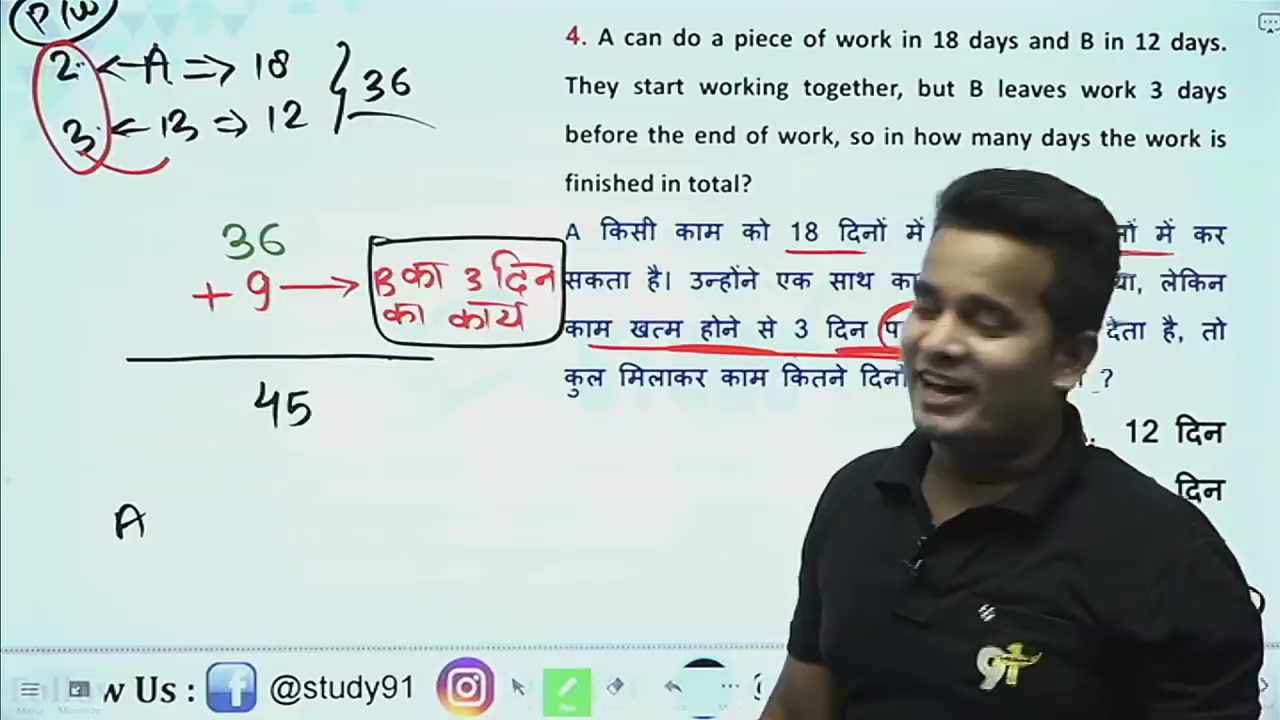 P/W
2 ← A ⇒ 18
3 ← B ⇒ 12
36
36
+ 9 → B का 3 दिन
का कार्य
45
A
4. A can do a piece of work in 18 days and B in 12 days.
They start working together, but B leaves work 3 days
before the end of work, so in how many days the work is
finished in total?
A किसी काम को 18 दिनों में में कर
सकता है। उन्होंने एक साथ लेकिन
काम खत्म होने से 3 दिन देता है, तो
कुल मिलाकर काम कितने ?
12 दिन
दिन
91
w Us : @study91